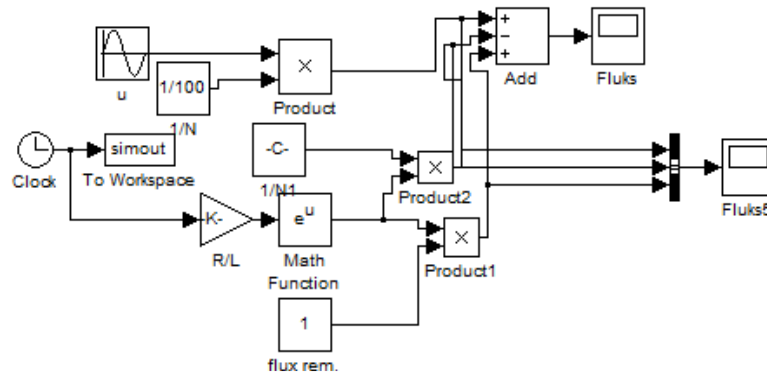 +
−
+
Add
Fluks
u
1/100
1/N
×
Product
Clock
simout
To Workspace
-C-
1/N1
×
Product2
Fluks5
K-
R/L
e^u
Math
Function
×
Product1
1
flux rem.